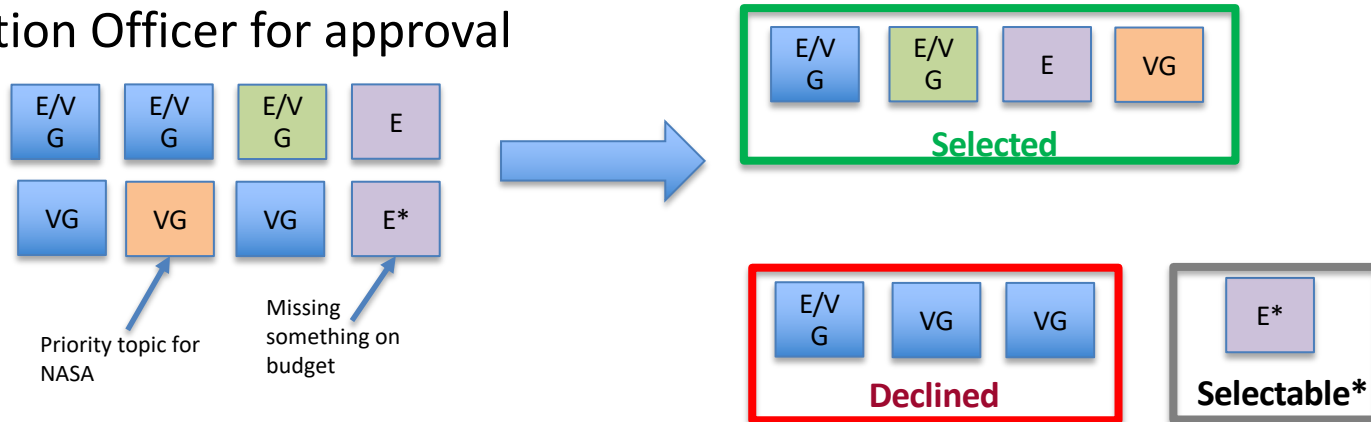 tion Officer for approval
E/V
G
E/V
G
E/V
G
E
VG
VG
VG
E*
Priority topic for
NASA
Missing
something on
budget
E/V
G
E/V
G
E
VG
Selected
E/V
G
VG
VG
Declined
E*
Selectable*